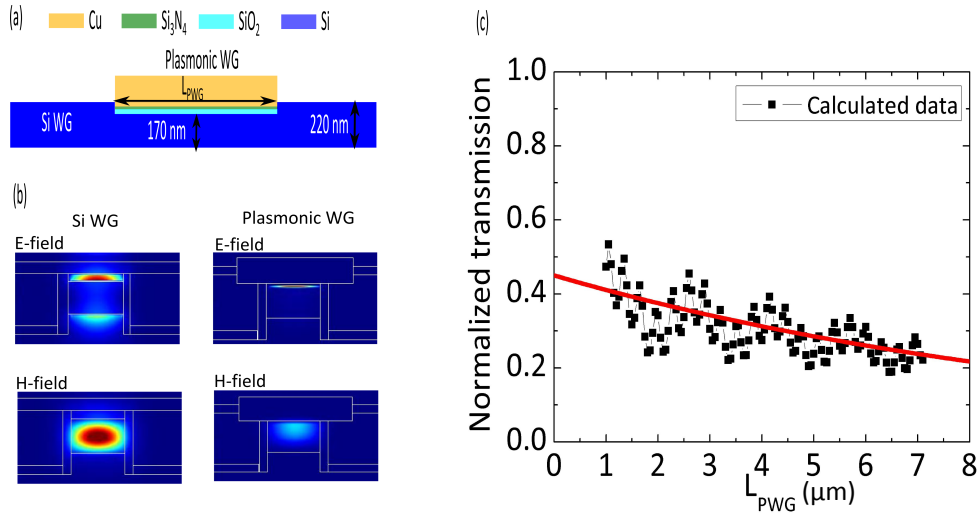 (a)
Cu Si₃N₄ SiO₂ Si
Plasmonic WG
L_PWG
Si WG
170 nm
220 nm
(b)
Si WG
Plasmonic WG
E-field
E-field
H-field
H-field
(c)
Normalized transmission
1.0
0.8
0.6
0.4
0.2
0.0
Calculated data
0 1 2 3 4 5 6 7 8
L_PWG (μm)